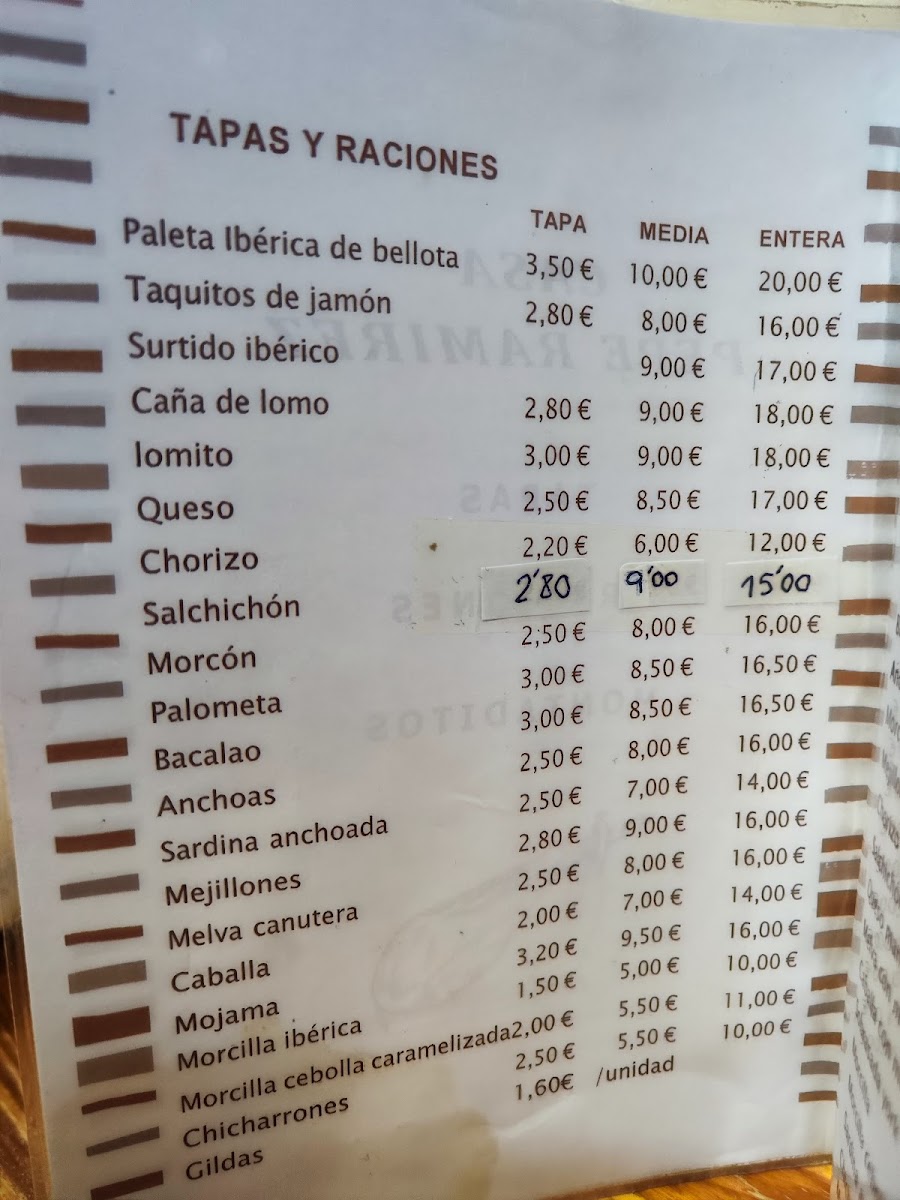 TAPAS Y RACIONES
TAPA MEDIA ENTERA
Paleta Ibérica de bellota 3,50 € 10,00 € 20,00 €
Taquitos de jamón 2,80 € 8,00 € 16,00 €
Surtido ibérico 9,00 € 17,00 €
Caña de lomo 2,80 € 9,00 € 18,00 €
lomito 3,00 € 9,00 € 18,00 €
Queso 2,50 € 8,50 € 17,00 €
Chorizo 2,20 € 6,00 € 12,00 €
Salchichón 2'80 9'00 15'00
Morcón 2,50 € 8,00 € 16,00 €
Palometa 3,00 € 8,50 € 16,50 €
Bacalao 3,00 € 8,50 € 16,50 €
Anchoas 2,50 € 8,00 € 16,00 €
Sardina anchoada 2,50 € 7,00 € 14,00 €
Mejillones 2,80 € 9,00 € 16,00 €
Melva canutera 2,50 € 8,00 € 16,00 €
Caballa 2,00 € 7,00 € 14,00 €
Mojama 3,20 € 9,50 € 16,00 €
Morcilla ibérica 1,50 € 5,00 € 10,00 €
Morcilla cebolla caramelizada2,00 € 5,50 € 11,00 €
Chicharrones 2,50 € 5,50 € 10,00 €
Gildas 1,60€ /unidad